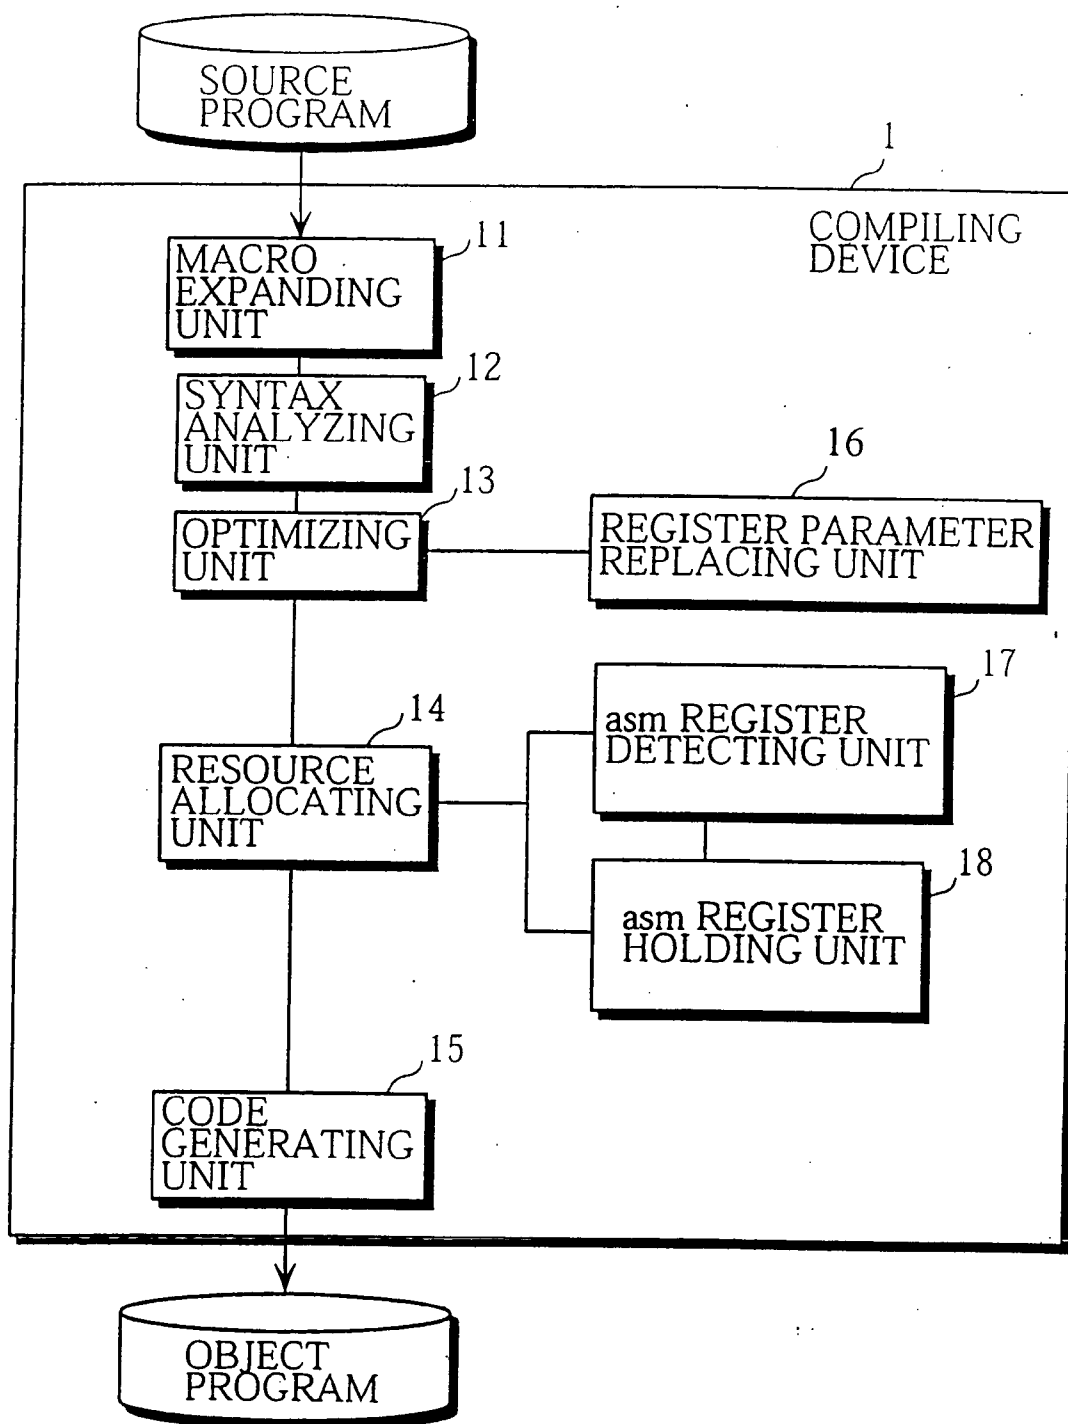 SOURCE
PROGRAM
1
COMPILING
DEVICE
11
MACRO
EXPANDING
UNIT
12
SYNTAX
ANALYZING
UNIT
13
OPTIMIZING
UNIT
16
REGISTER PARAMETER
REPLACING UNIT
14
RESOURCE
ALLOCATING
UNIT
17
asm REGISTER
DETECTING UNIT
18
asm REGISTER
HOLDING UNIT
15
CODE
GENERATING
UNIT
OBJECT
PROGRAM